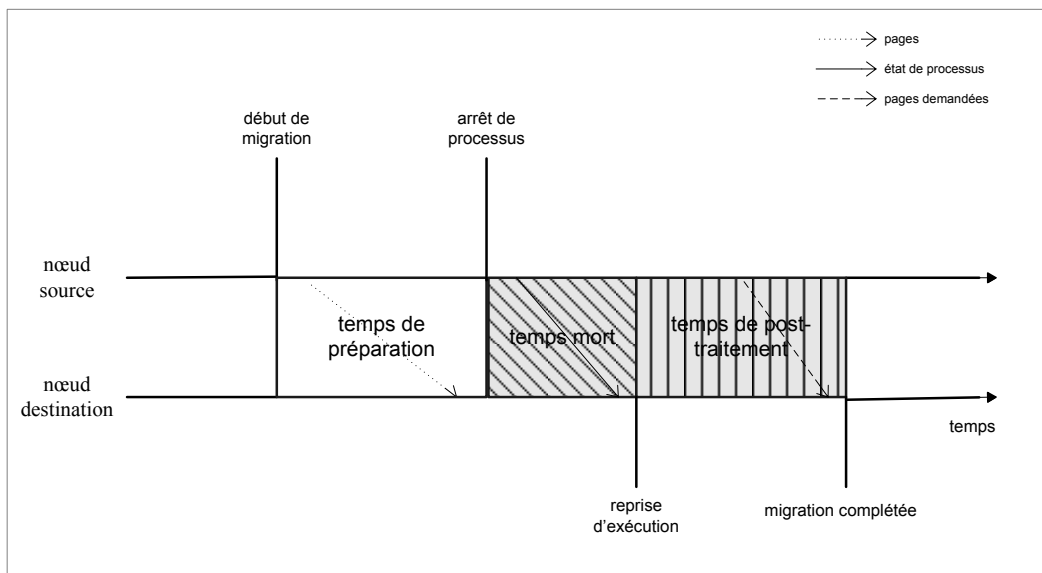 pages
état de processus
pages demandées
début de
migration
arrêt de
processus
nœud
source
temps de
préparation
temps mort
temps de post-
traitement
nœud
destination
temps
reprise
d'exécution
migration complétée